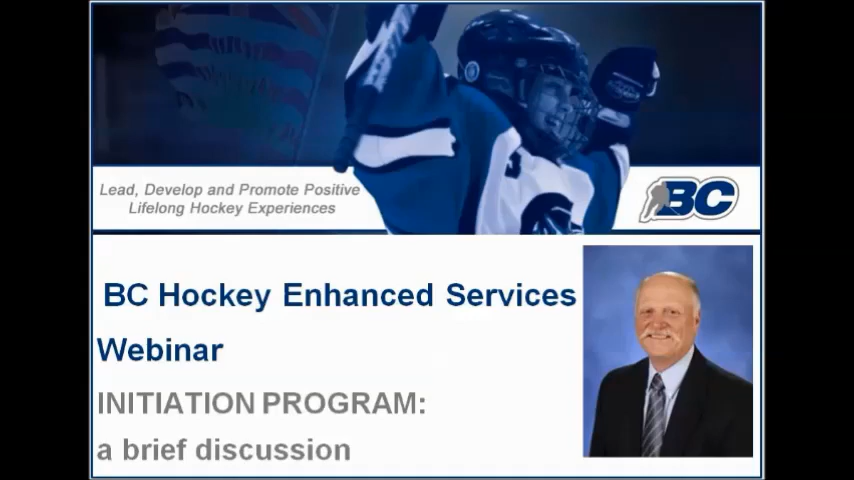 Lead, Develop and Promote Positive
Lifelong Hockey Experiences
BC
BC Hockey Enhanced Services
Webinar
INITIATION PROGRAM:
a brief discussion